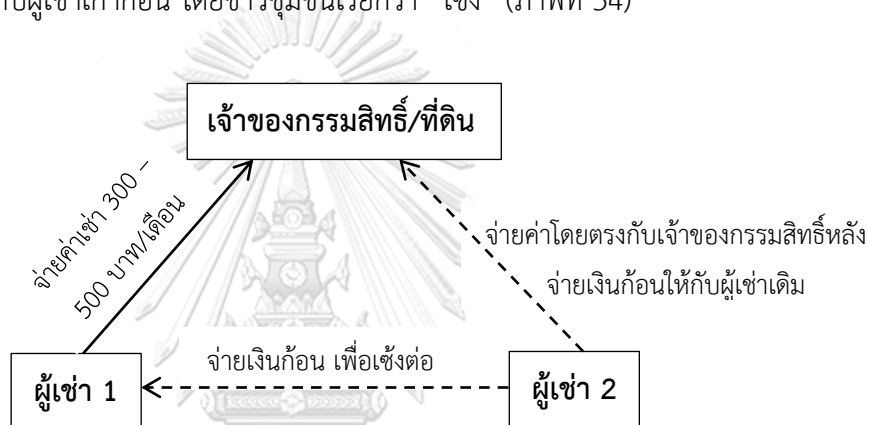 กับผู้เช่าเก่าก่อน โดยชาวชุมชนเรียกว่า “เซ้ง” (ภาพที่ 34)
เจ้าของกรรมสิทธิ์/ที่ดิน
จ่ายค่าเช่า 300 –
500 บาท/เดือน
จ่ายค่าโดยตรงกับเจ้าของกรรมสิทธิ์หลัง
จ่ายเงินก้อนให้กับผู้เช่าเดิม
จ่ายเงินก้อน เพื่อเซ้งต่อ
ผู้เช่า 1
ผู้เช่า 2